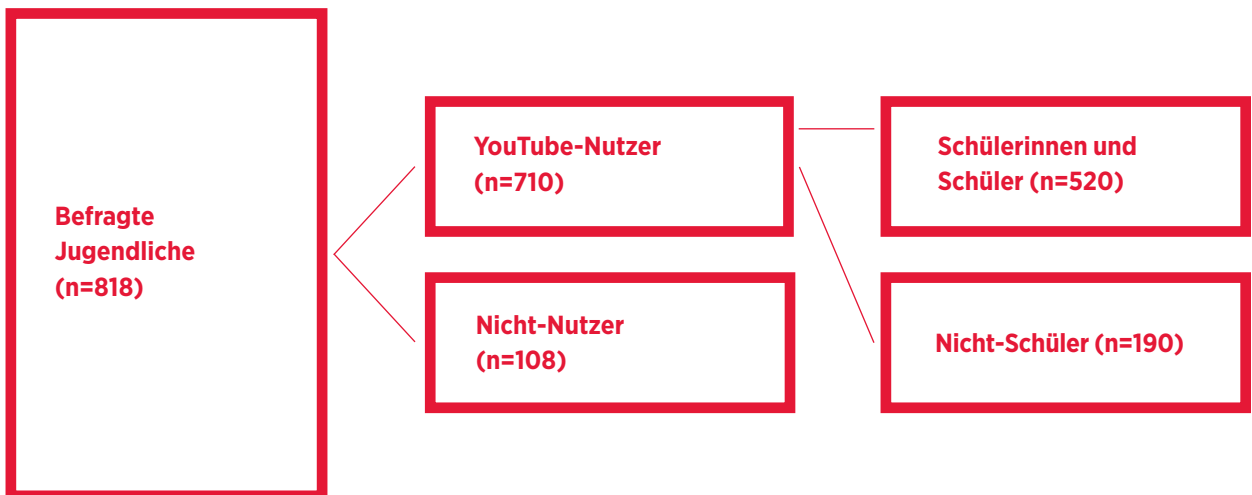 Befragte
Jugendliche
(n=818)
YouTube-Nutzer
(n=710)
Nicht-Nutzer
(n=108)
Schülerinnen und
Schüler (n=520)
Nicht-Schüler (n=190)